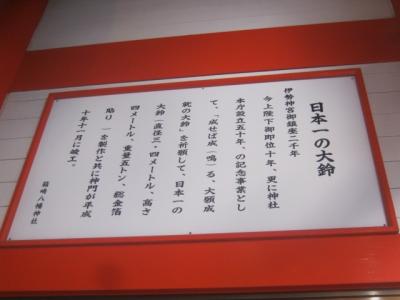 日本一の大鈴
伊勢神宮御鎮座二千年
今上陛下御即位十年、更に神社
本庁設立五十年、の記念事業とし
て、「成せば成(鳴)る、大願成
就の大鈴」を祈願して、日本一の
大鈴(直径三・四メートル、高さ
四メートル、重量五トン、総金箔
貼り)を製作と共に神門が平成
十年十一月に竣工。
箱崎八幡神社